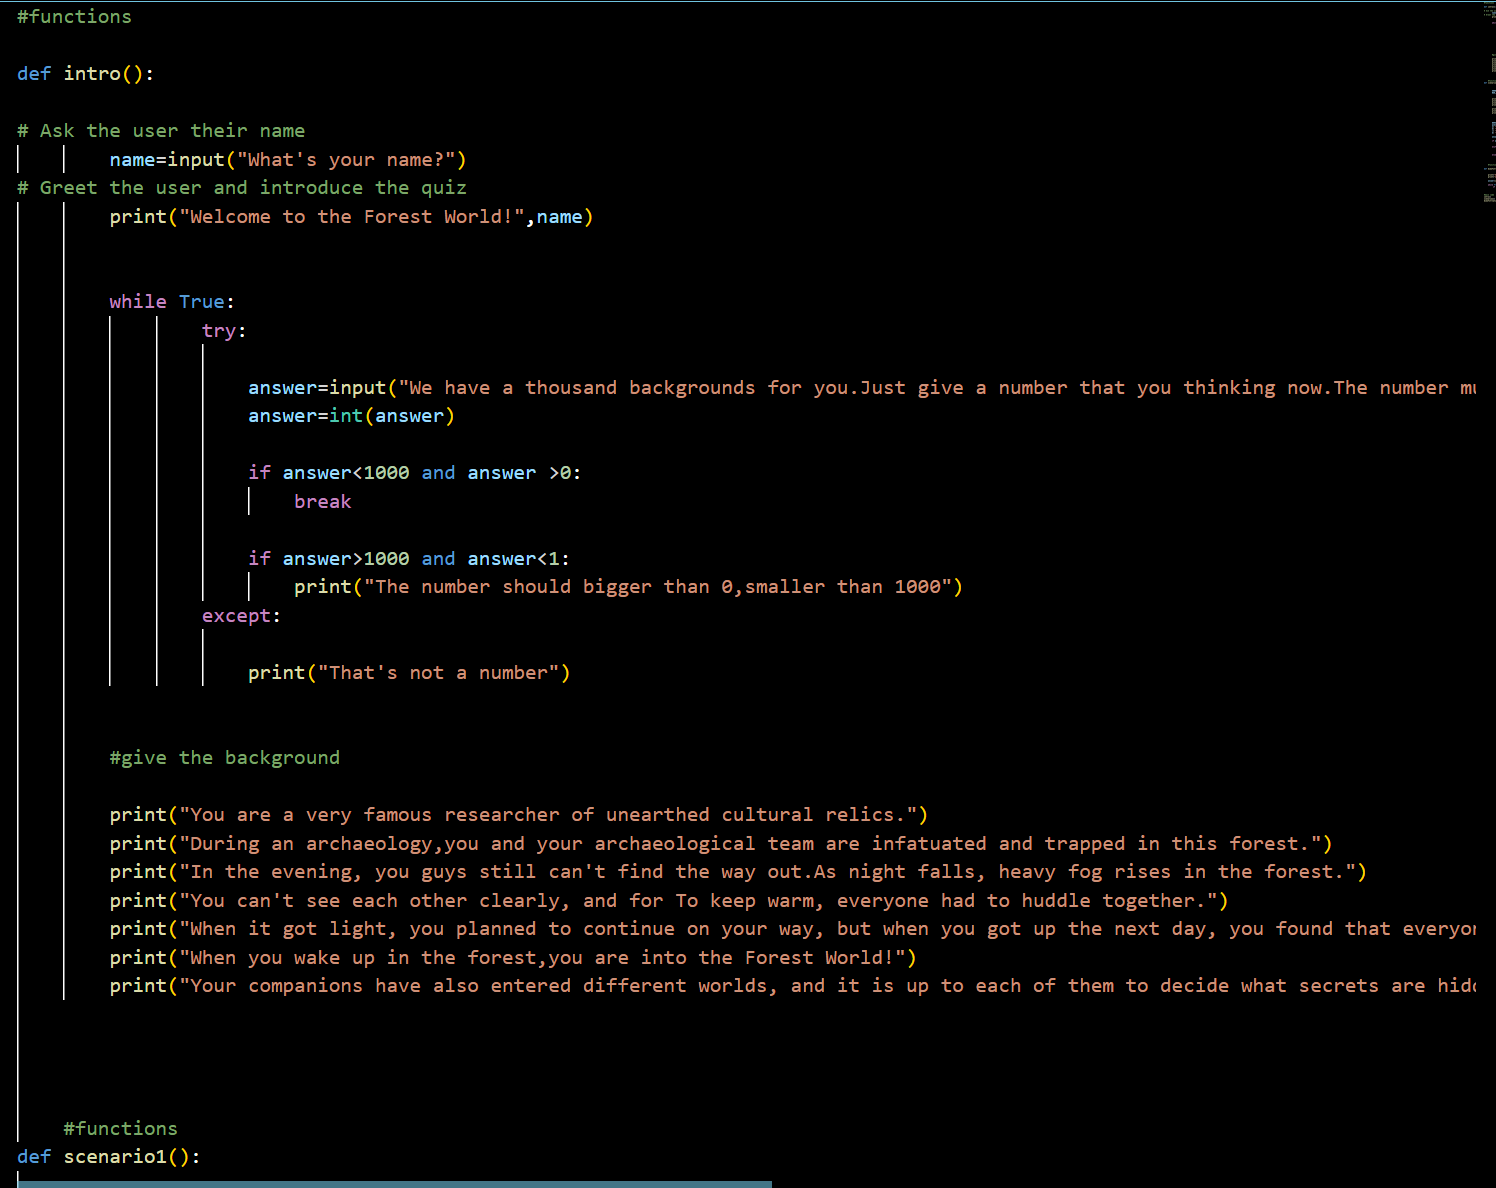 #functions
def intro():
# Ask the user their name
name=input("What's your name?")
# Greet the user and introduce the quiz
print("Welcome to the Forest World!",name)
while True:
try:
answer=input("We have a thousand backgrounds for you.Just give a number that you thinking now.The number
answer=int(answer)
if answer<1000 and answer >0:
break
if answer>1000 and answer<1:
print("The number should bigger than 0,smaller than 1000")
except:
print("That's not a number")
#give the background
print("You are a very famous researcher of unearthed cultural relics.")
print("During an archaeology,you and your archaeological team are infatuated and trapped in this forest.")
print("In the evening, you guys still can't find the way out.As night falls, heavy fog rises in the forest.")
print("You can't see each other clearly, and for To keep warm, everyone had to huddle together.")
print("When it got light, you planned to continue on your way, but when you got up the next day, you found that
print("When you wake up in the forest,you are into the Forest World!")
print("Your companions have also entered different worlds, and it is up to each of them to decide what secrets are
#functions
def scenario1():